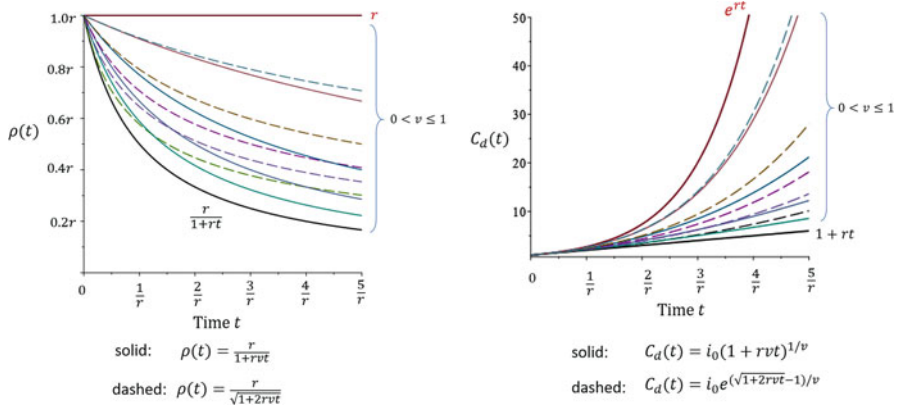 1.0r
0.8r
0.6r
0.4r
0.2r
ρ(t)
r
0 < v ≤ 1
r/(1+rt)
0 1/r 2/r 3/r 4/r 5/r
Time t
solid: ρ(t) = r/(1+rvt)
dashed: ρ(t) = r/√(1+2rvt)
50
40
30
20
10
C_d(t)
e^{rt}
0 < v ≤ 1
1 + rt
0 1/r 2/r 3/r 4/r 5/r
Time t
solid: C_d(t) = i_0(1 + rvt)^{1/v}
dashed: C_d(t) = i_0e^{(√(1+2rvt)−1)/v}